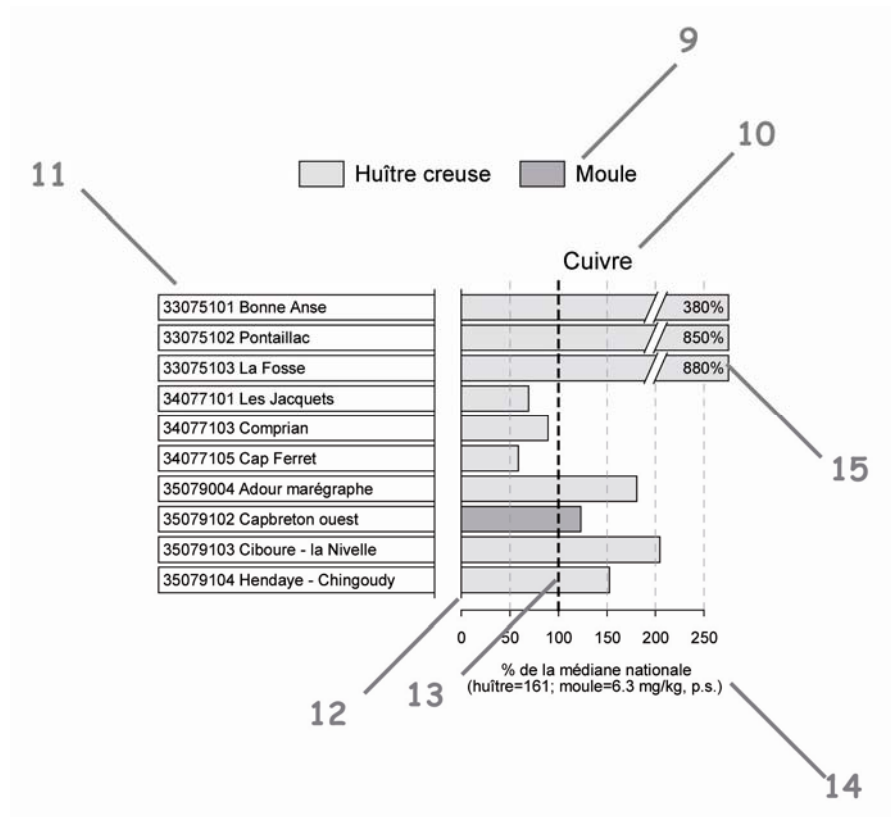 9
10
11
Huître creuse
Moule
Cuivre
33075101 Bonne Anse
380%
33075102 Pontaillac
850%
33075103 La Fosse
880%
34077101 Les Jacquets
34077103 Comprian
34077105 Cap Ferret
15
35079004 Adour marégraphe
35079102 Capbreton ouest
35079103 Ciboure - la Nivelle
35079104 Hendaye - Chingoudy
0 50 100 150 200 250
% de la médiane nationale
(huître=161; moule=6.3 mg/kg, p.s.)
13
12
14